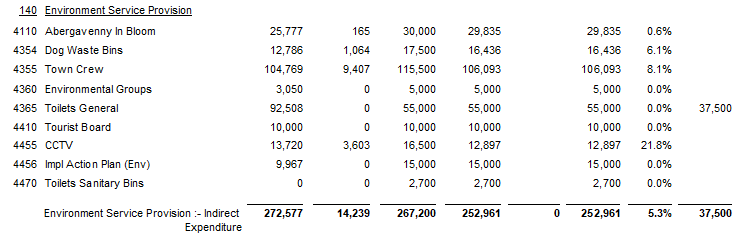 140 Environment Service Provision
4110 Abergavenny In Bloom 25,777 165 30,000 29,835 29,835 0.6%
4354 Dog Waste Bins 12,786 1,064 17,500 16,436 16,436 6.1%
4355 Town Crew 104,769 9,407 115,500 106,093 106,093 8.1%
4360 Environmental Groups 3,050 0 5,000 5,000 5,000 0.0%
4365 Toilets General 92,508 0 55,000 55,000 55,000 0.0% 37,500
4410 Tourist Board 10,000 0 10,000 10,000 10,000 0.0%
4455 CCTV 13,720 3,603 16,500 12,897 12,897 21.8%
4456 Impl Action Plan (Env) 9,967 0 15,000 15,000 15,000 0.0%
4470 Toilets Sanitary Bins 0 0 2,700 2,700 2,700 0.0%
Environment Service Provision :- Indirect 272,577 14,239 267,200 252,961 0 252,961 5.3% 37,500
Expenditure